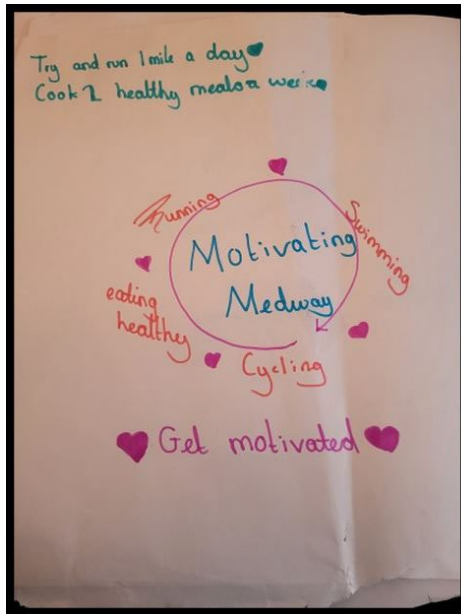 Try and run 1 mile a day
Cook 2 healthy meals a week
Running
Swimming
Motivating
Medway
eating
healthy
Cycling
Get motivated